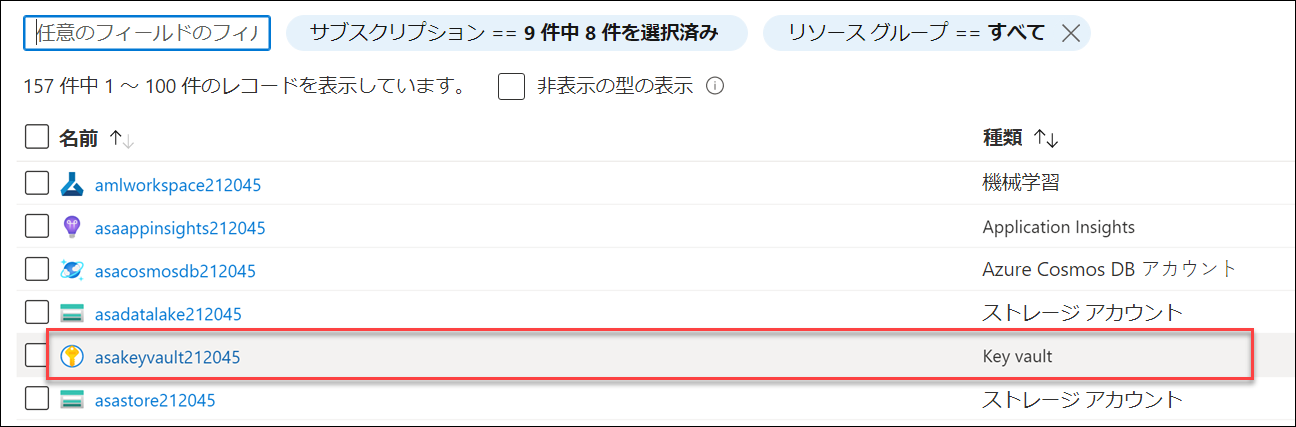 任意のフィールドのフィル サブスクリプション == 9 件中 8 件を選択済み リソース グループ == すべて
157 件中 1 ～ 100 件のレコードを表示しています。 非表示の型の表示
名前 種類
amlworkspace212045 機械学習
asaappinsights212045 Application Insights
asacosmosdb212045 Azure Cosmos DB アカウント
asadatalake212045 ストレージ アカウント
asakeyvault212045 Key vault
asastore212045 ストレージ アカウント